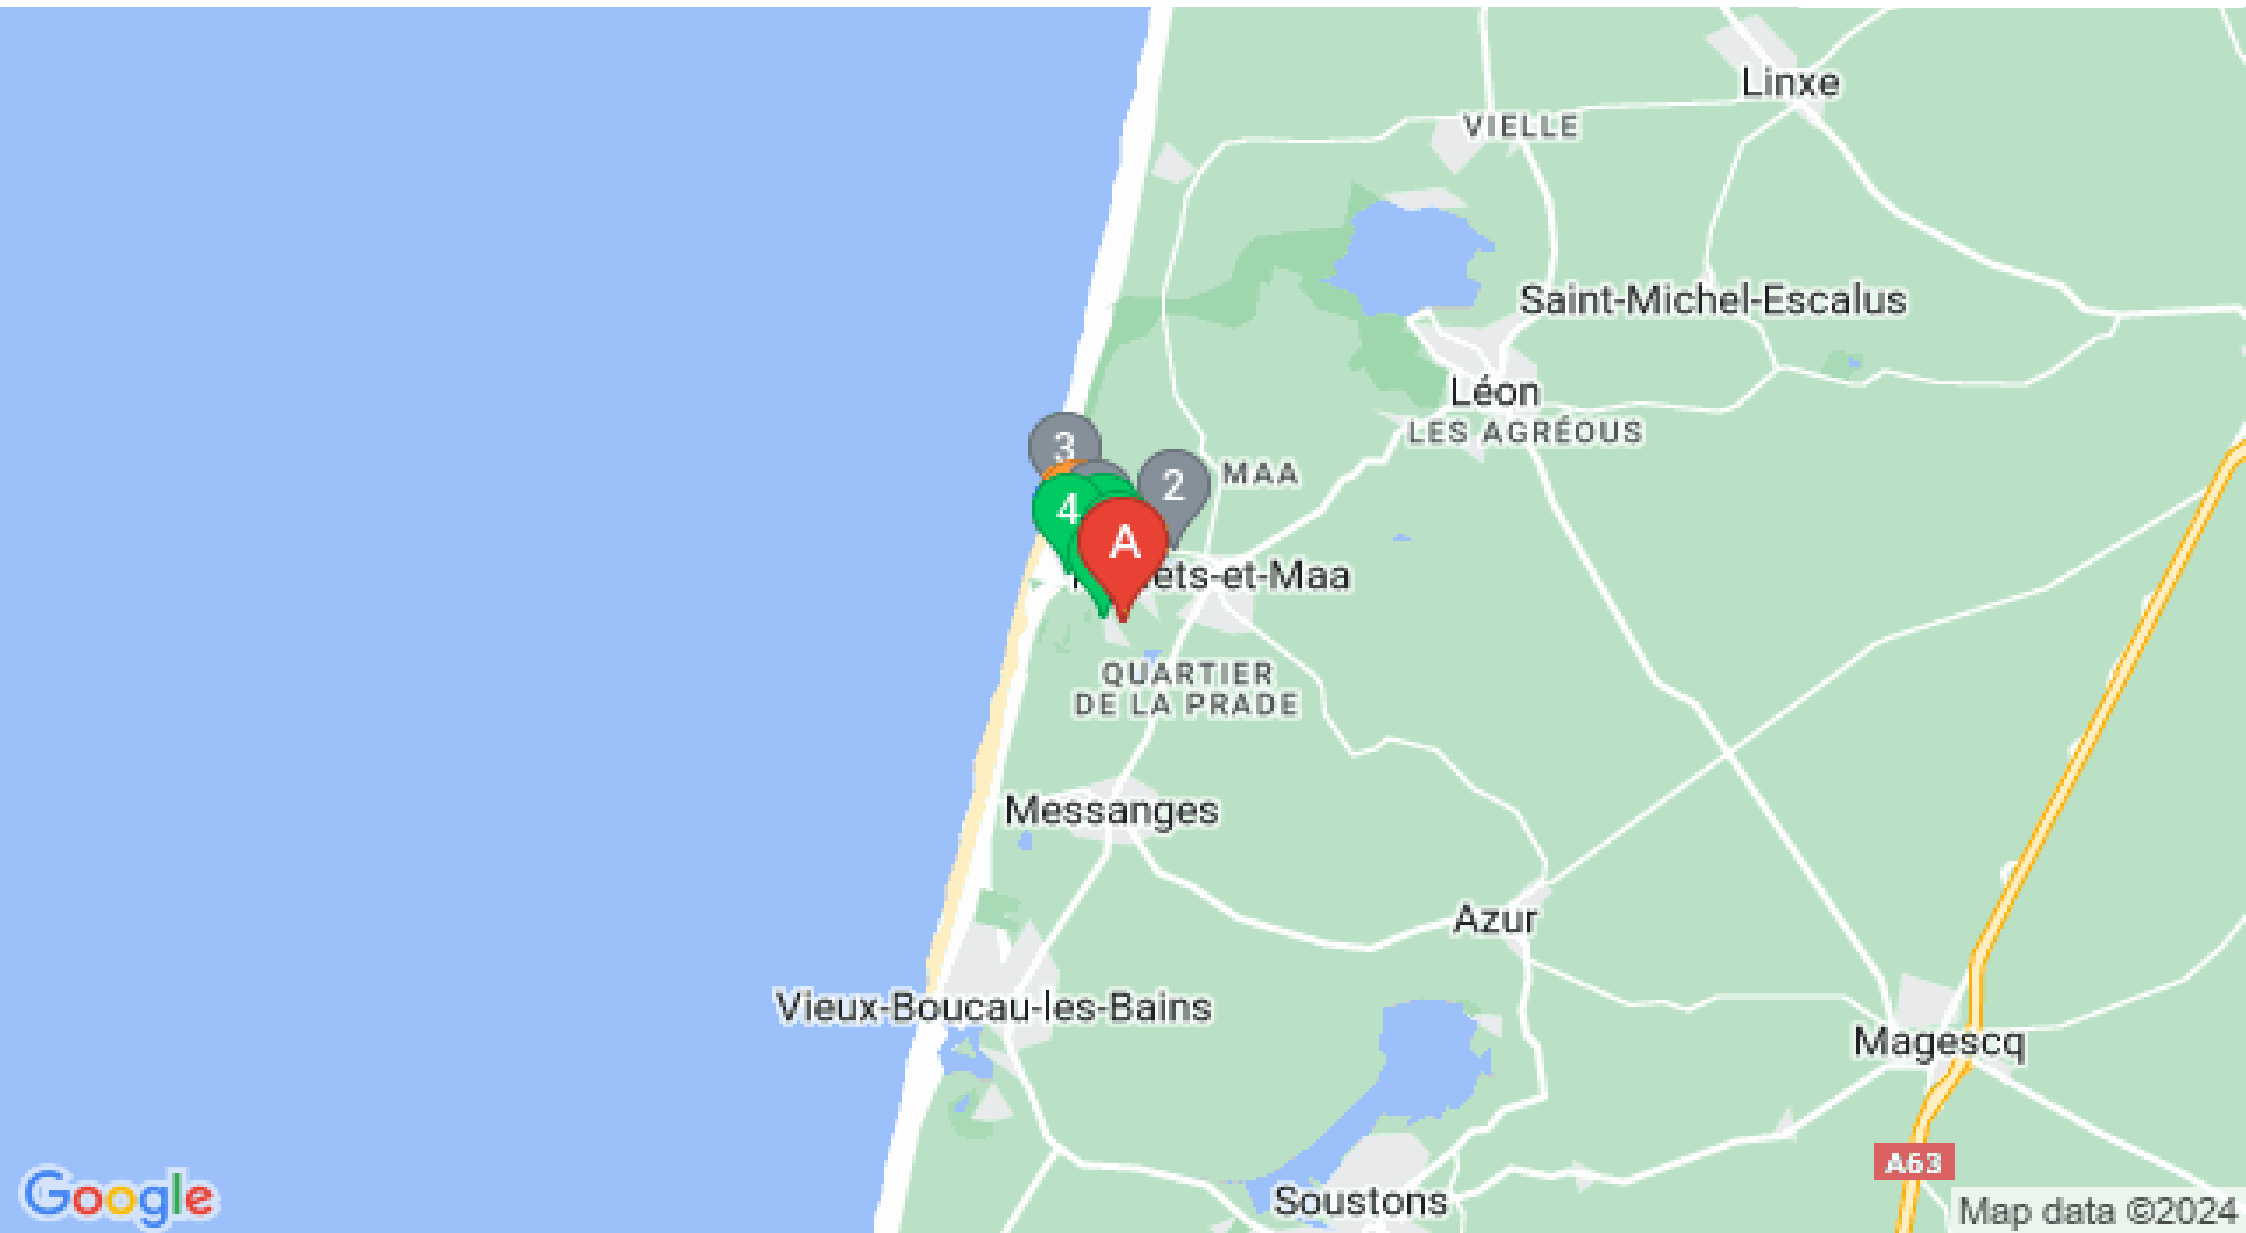 Linxe
VIELLE
Saint-Michel-Escalus
Léon
LES AGRÉOUS
3
MAA
2
4
A
ets-et-Maa
QUARTIER
DE LA PRADE
Messanges
Azur
Vieux-Boucau-les-Bains
Magescq
A63
Soustons
Google
Map data ©2024